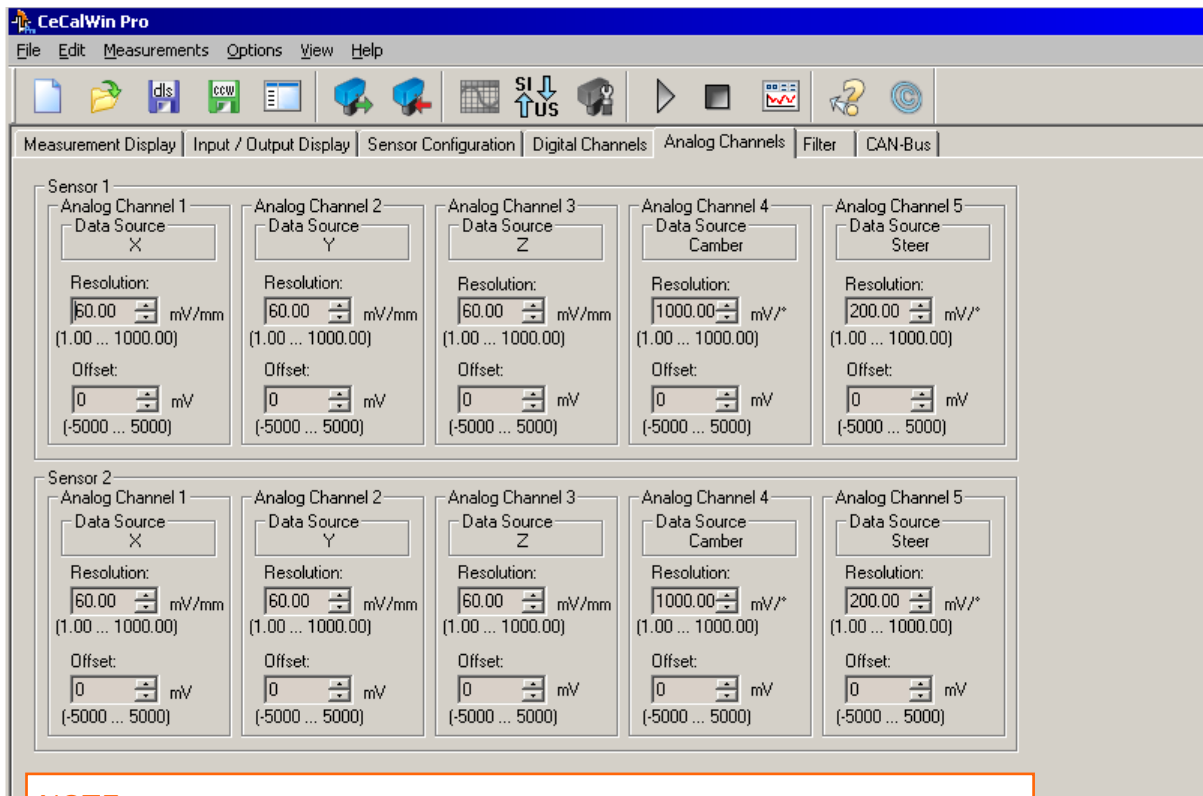 CeCalWin Pro
File Edit Measurements Options View Help
dls ccw SI US
Measurement Display Input / Output Display Sensor Configuration Digital Channels Analog Channels Filter CAN-Bus
Sensor 1
Analog Channel 1 Analog Channel 2 Analog Channel 3 Analog Channel 4 Analog Channel 5
Data Source Data Source Data Source Data Source Data Source
X Y Z Camber Steer
Resolution: Resolution: Resolution: Resolution: Resolution:
60.00 mV/mm 60.00 mV/mm 60.00 mV/mm 1000.00 mV/° 200.00 mV/°
(1.00 ... 1000.00) (1.00 ... 1000.00) (1.00 ... 1000.00) (1.00 ... 1000.00) (1.00 ... 1000.00)
Offset: Offset: Offset: Offset: Offset:
0 mV 0 mV 0 mV 0 mV 0 mV
(-5000 ... 5000) (-5000 ... 5000) (-5000 ... 5000) (-5000 ... 5000) (-5000 ... 5000)
Sensor 2
Analog Channel 1 Analog Channel 2 Analog Channel 3 Analog Channel 4 Analog Channel 5
Data Source Data Source Data Source Data Source Data Source
X Y Z Camber Steer
Resolution: Resolution: Resolution: Resolution: Resolution:
60.00 mV/mm 60.00 mV/mm 60.00 mV/mm 1000.00 mV/° 200.00 mV/°
(1.00 ... 1000.00) (1.00 ... 1000.00) (1.00 ... 1000.00) (1.00 ... 1000.00) (1.00 ... 1000.00)
Offset: Offset: Offset: Offset: Offset:
0 mV 0 mV 0 mV 0 mV 0 mV
(-5000 ... 5000) (-5000 ... 5000) (-5000 ... 5000) (-5000 ... 5000) (-5000 ... 5000)